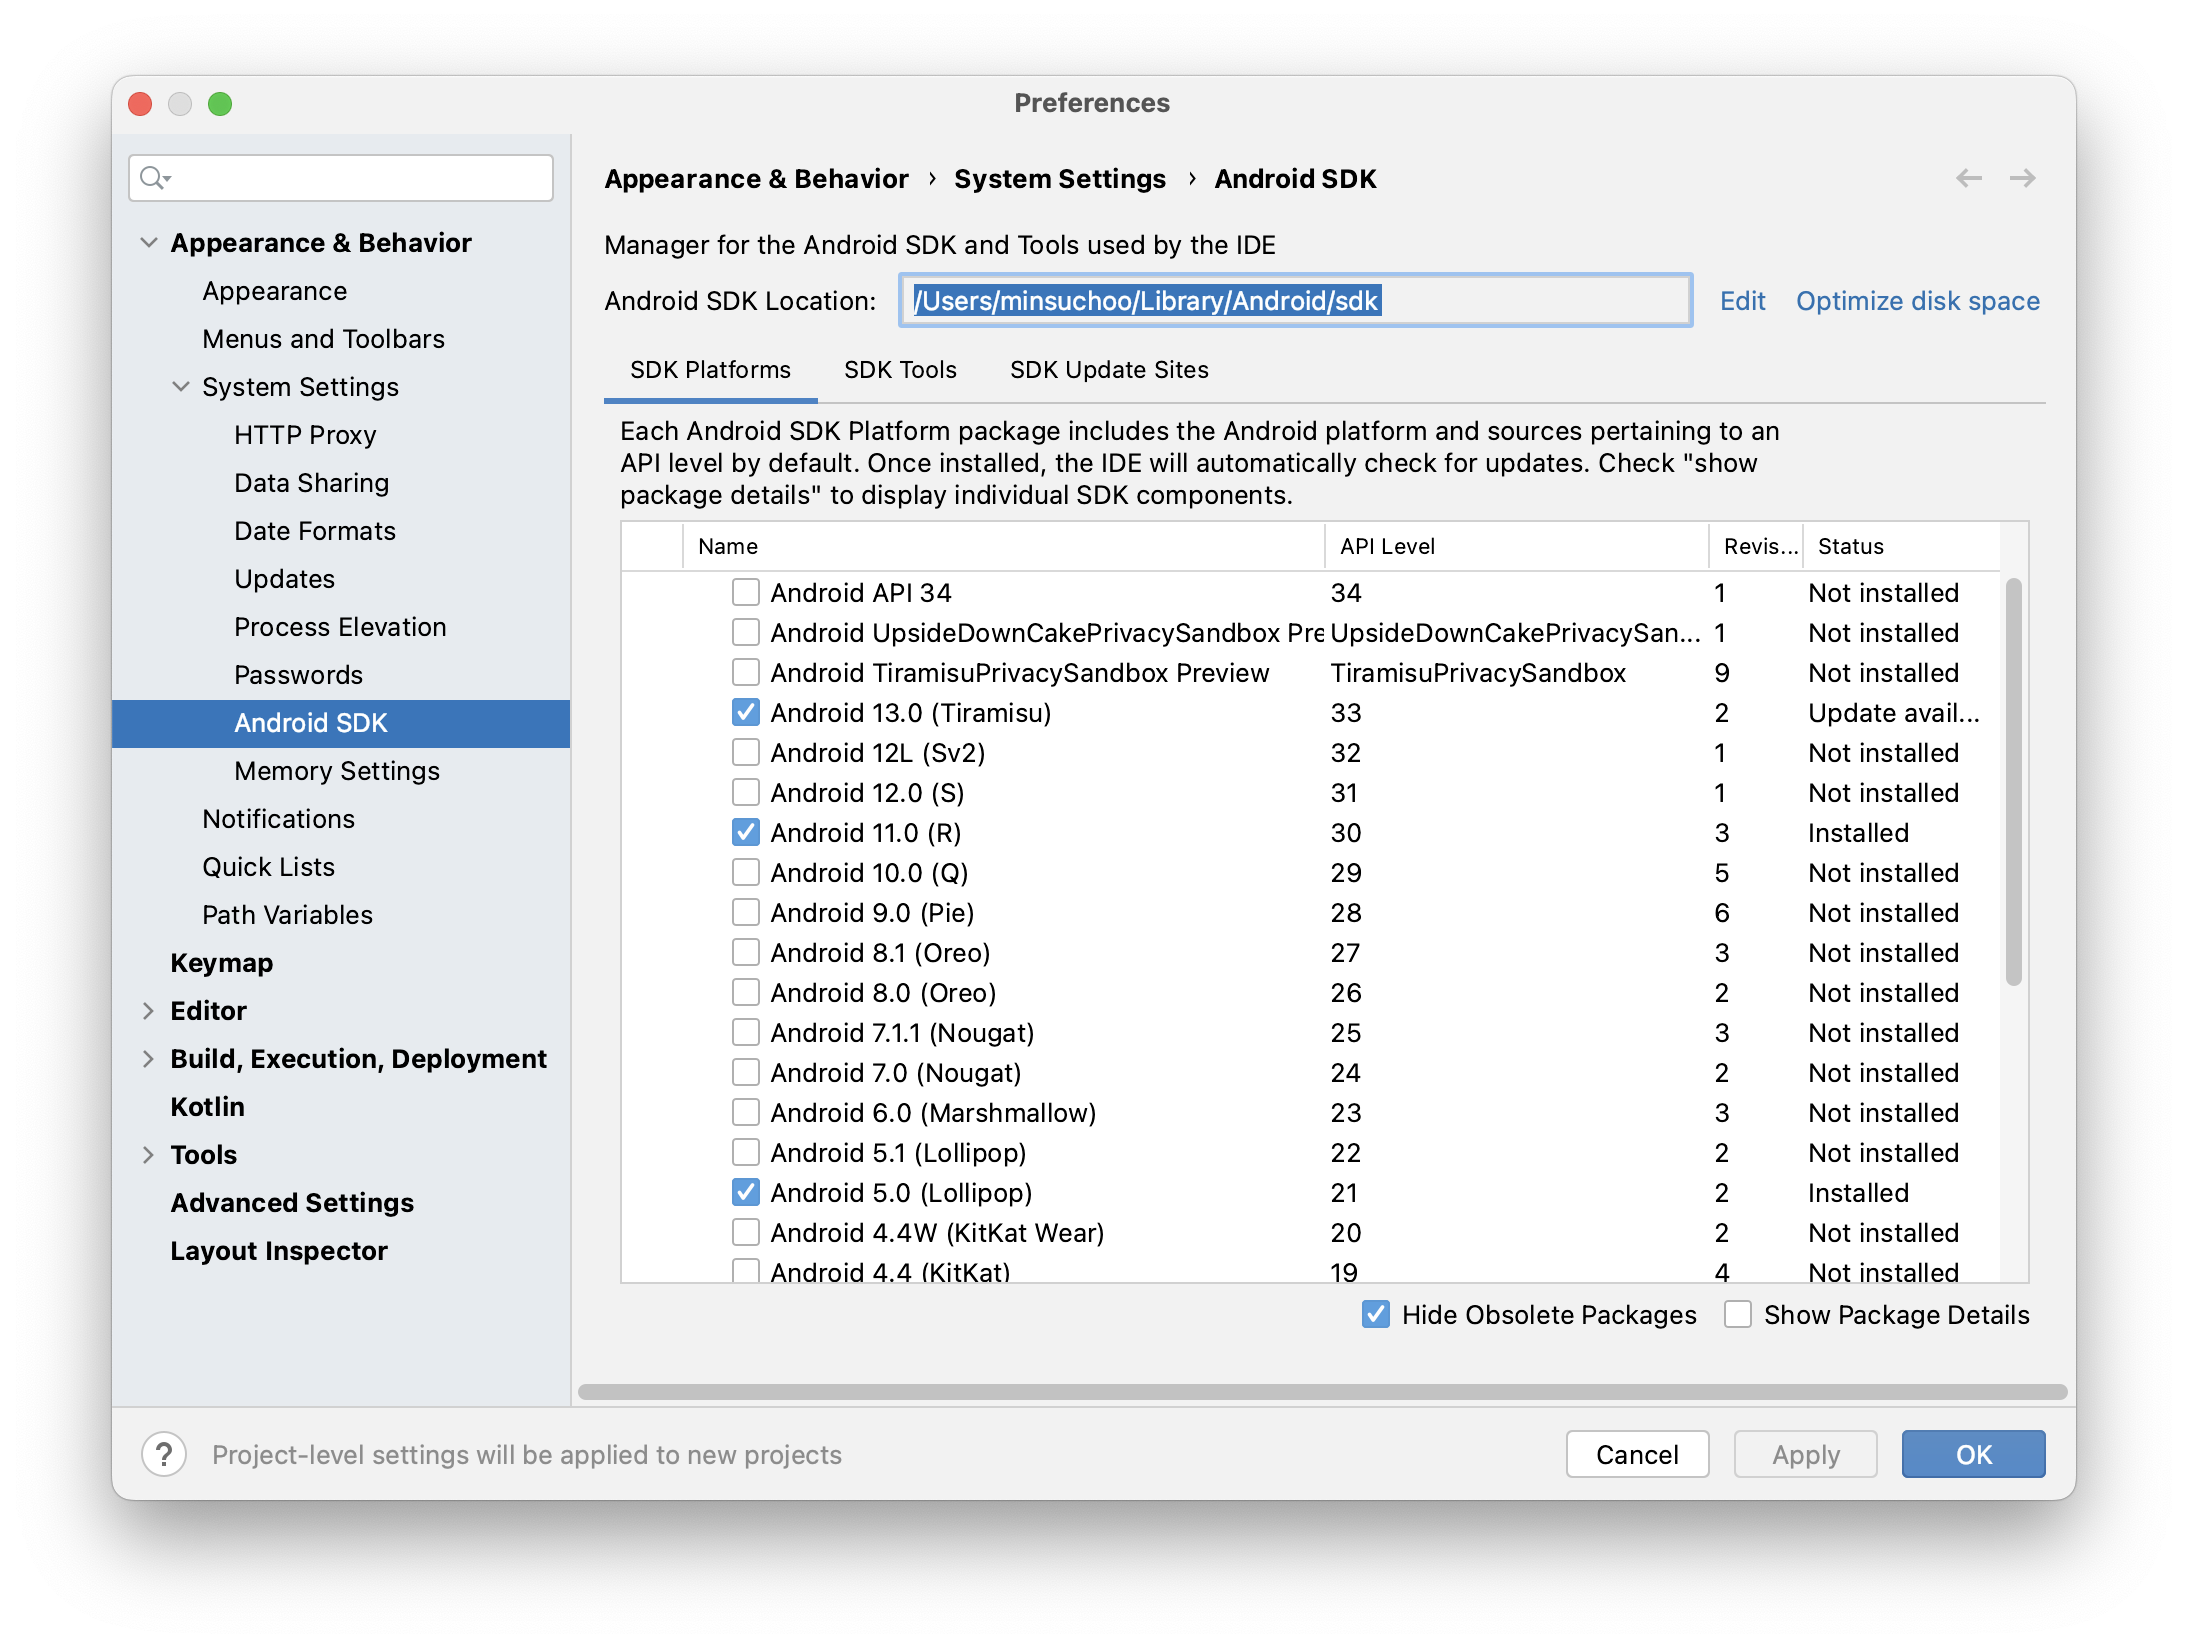 Preferences
Appearance & Behavior
Appearance
Menus and Toolbars
System Settings
HTTP Proxy
Data Sharing
Date Formats
Updates
Process Elevation
Passwords
Android SDK
Memory Settings
Notifications
Quick Lists
Path Variables
Keymap
Editor
Build, Execution, Deployment
Kotlin
Tools
Advanced Settings
Layout Inspector
Appearance & Behavior › System Settings › Android SDK
Manager for the Android SDK and Tools used by the IDE
Android SDK Location: /Users/minsuchoo/Library/Android/sdk Edit Optimize disk space
SDK Platforms SDK Tools SDK Update Sites
Each Android SDK Platform package includes the Android platform and sources pertaining to an
API level by default. Once installed, the IDE will automatically check for updates. Check "show
package details" to display individual SDK components.
Name API Level Revis... Status
Android API 34 34 1 Not installed
Android UpsideDownCakePrivacySandbox Pre UpsideDownCakePrivacySan... 1 Not installed
Android TiramisuPrivacySandbox Preview TiramisuPrivacySandbox 9 Not installed
Android 13.0 (Tiramisu) 33 2 Update avail...
Android 12L (Sv2) 32 1 Not installed
Android 12.0 (S) 31 1 Not installed
Android 11.0 (R) 30 3 Installed
Android 10.0 (Q) 29 5 Not installed
Android 9.0 (Pie) 28 6 Not installed
Android 8.1 (Oreo) 27 3 Not installed
Android 8.0 (Oreo) 26 2 Not installed
Android 7.1.1 (Nougat) 25 3 Not installed
Android 7.0 (Nougat) 24 2 Not installed
Android 6.0 (Marshmallow) 23 3 Not installed
Android 5.1 (Lollipop) 22 2 Not installed
Android 5.0 (Lollipop) 21 2 Installed
Android 4.4W (KitKat Wear) 20 2 Not installed
Android 4.4 (KitKat) 19 4 Not installed
Hide Obsolete Packages Show Package Details
? Project-level settings will be applied to new projects
Cancel Apply OK